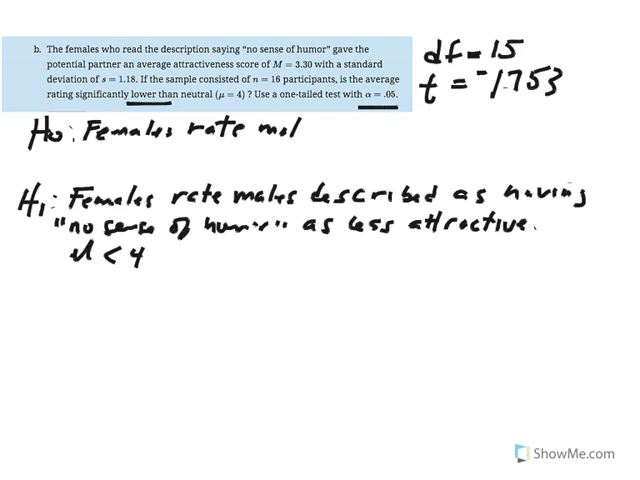 b. The females who read the description saying “no sense of humor” gave the
potential partner an average attractiveness score of M = 3.30 with a standard
deviation of s = 1.18. If the sample consisted of n = 16 participants, is the average
rating significantly lower than neutral (μ = 4) ? Use a one-tailed test with α = .05.
df = 15
t = -1.753
Ho: Females rate mal
H1: Females rate males described as having
"no sense of humor" as less attractive.
μ < 4
ShowMe.com